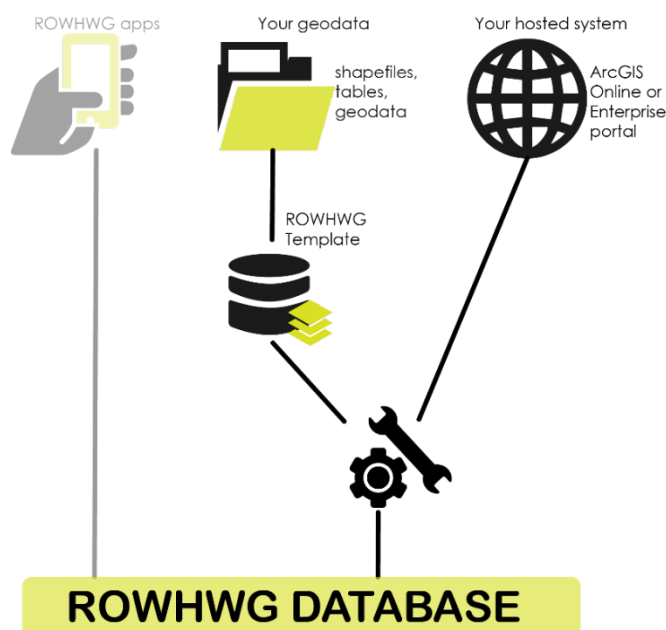 ROWHWG apps
Your geodata
Your hosted system
shapefiles,
tables,
geodata
ArcGIS
Online or
Enterprise
portal
ROWHWG
Template
ROWHWG DATABASE